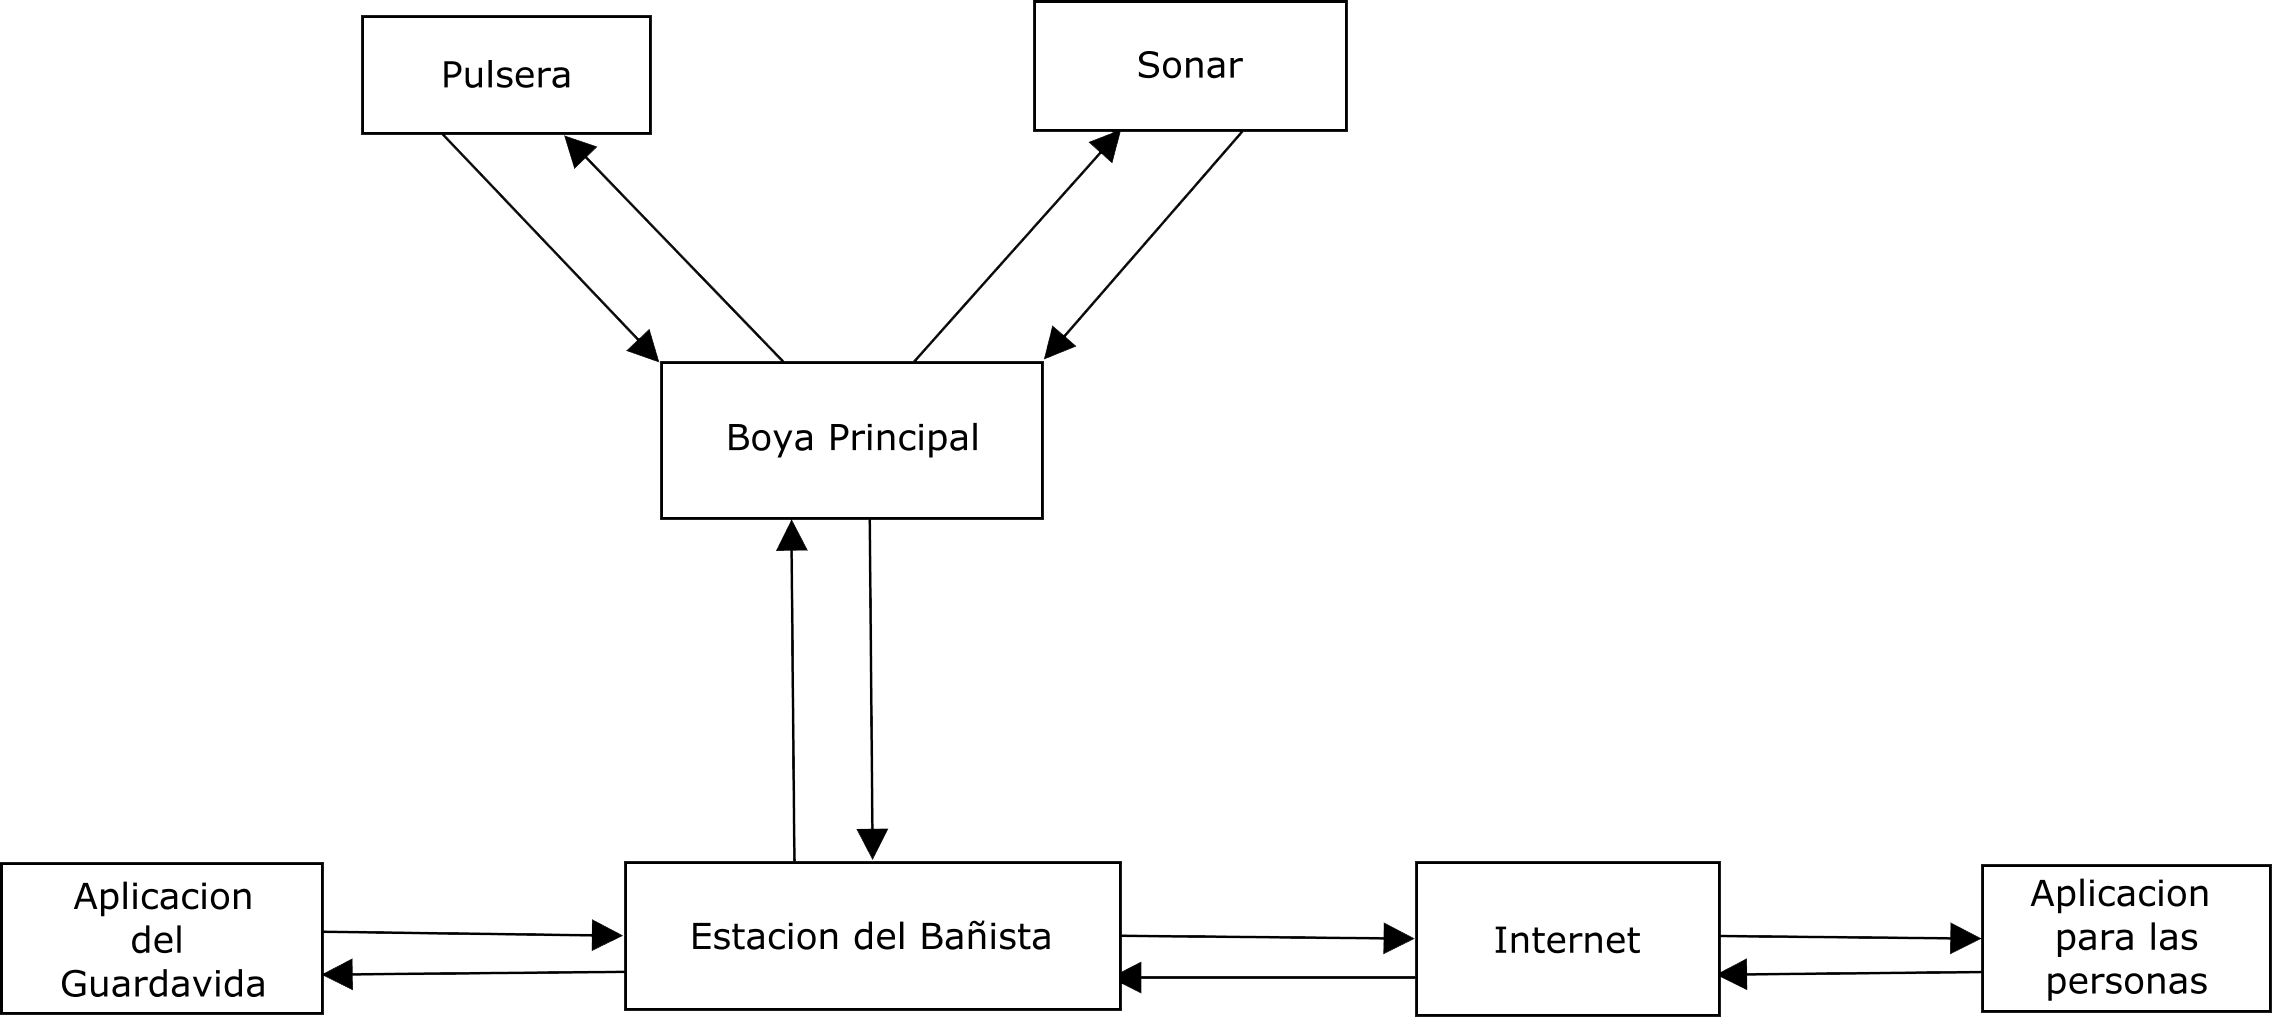 Pulsera
Sonar
Boya Principal
Aplicacion
del
Guardavida
Estacion del Bañista
Internet
Aplicacion
para las
personas